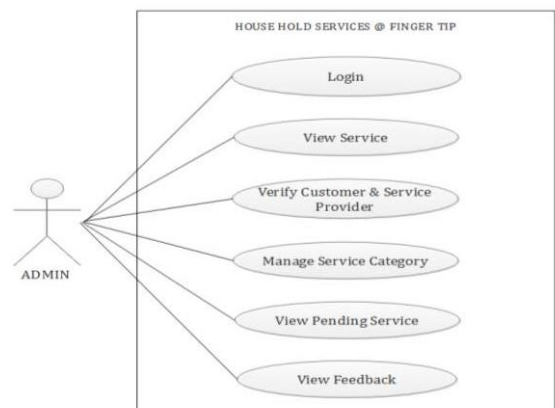 HOUSE HOLD SERVICES @ FINGER TIP
Login
View Service
Verify Customer & Service
Provider
Manage Service Category
View Pending Service
View Feedback
ADMIN